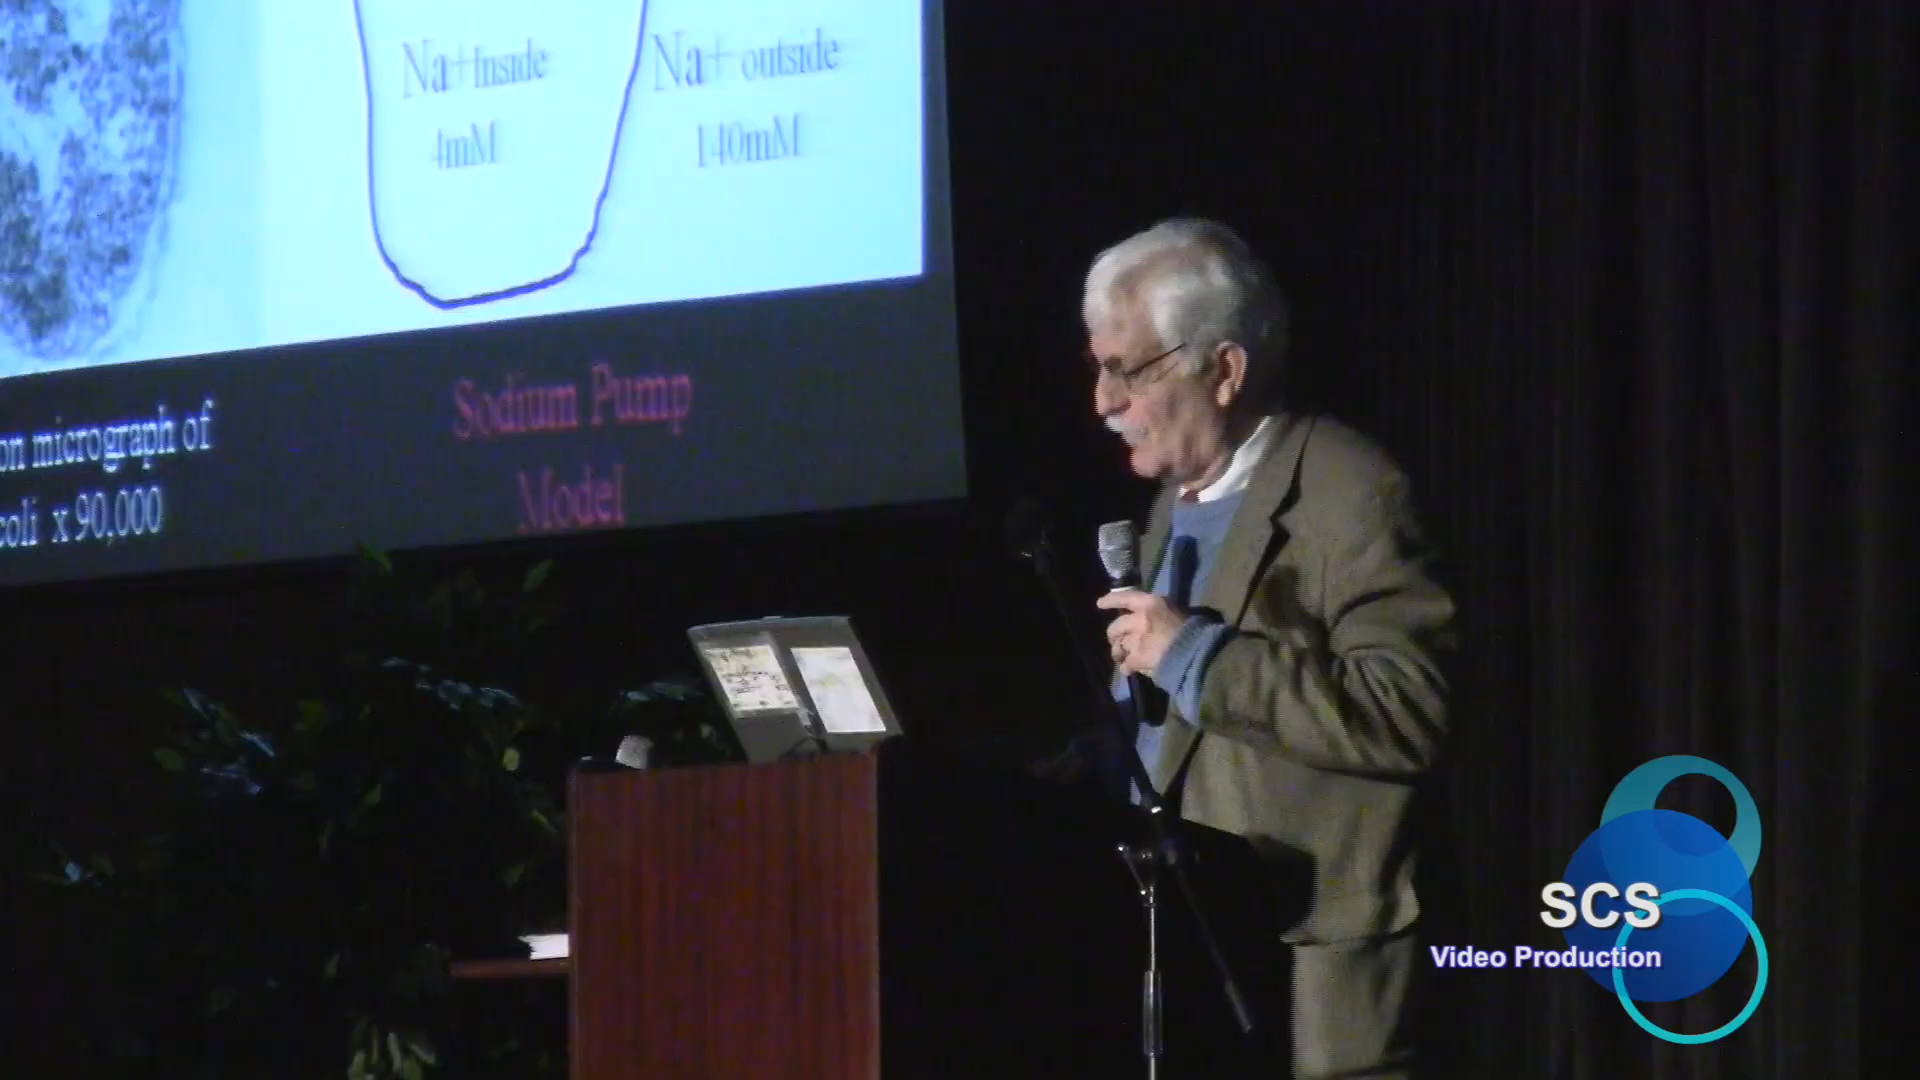 Na+inside
4mM
Na+ outside
140mM
on micrograph of
coli x 90,000
Sodium Pump
Model
SCS
Video Production